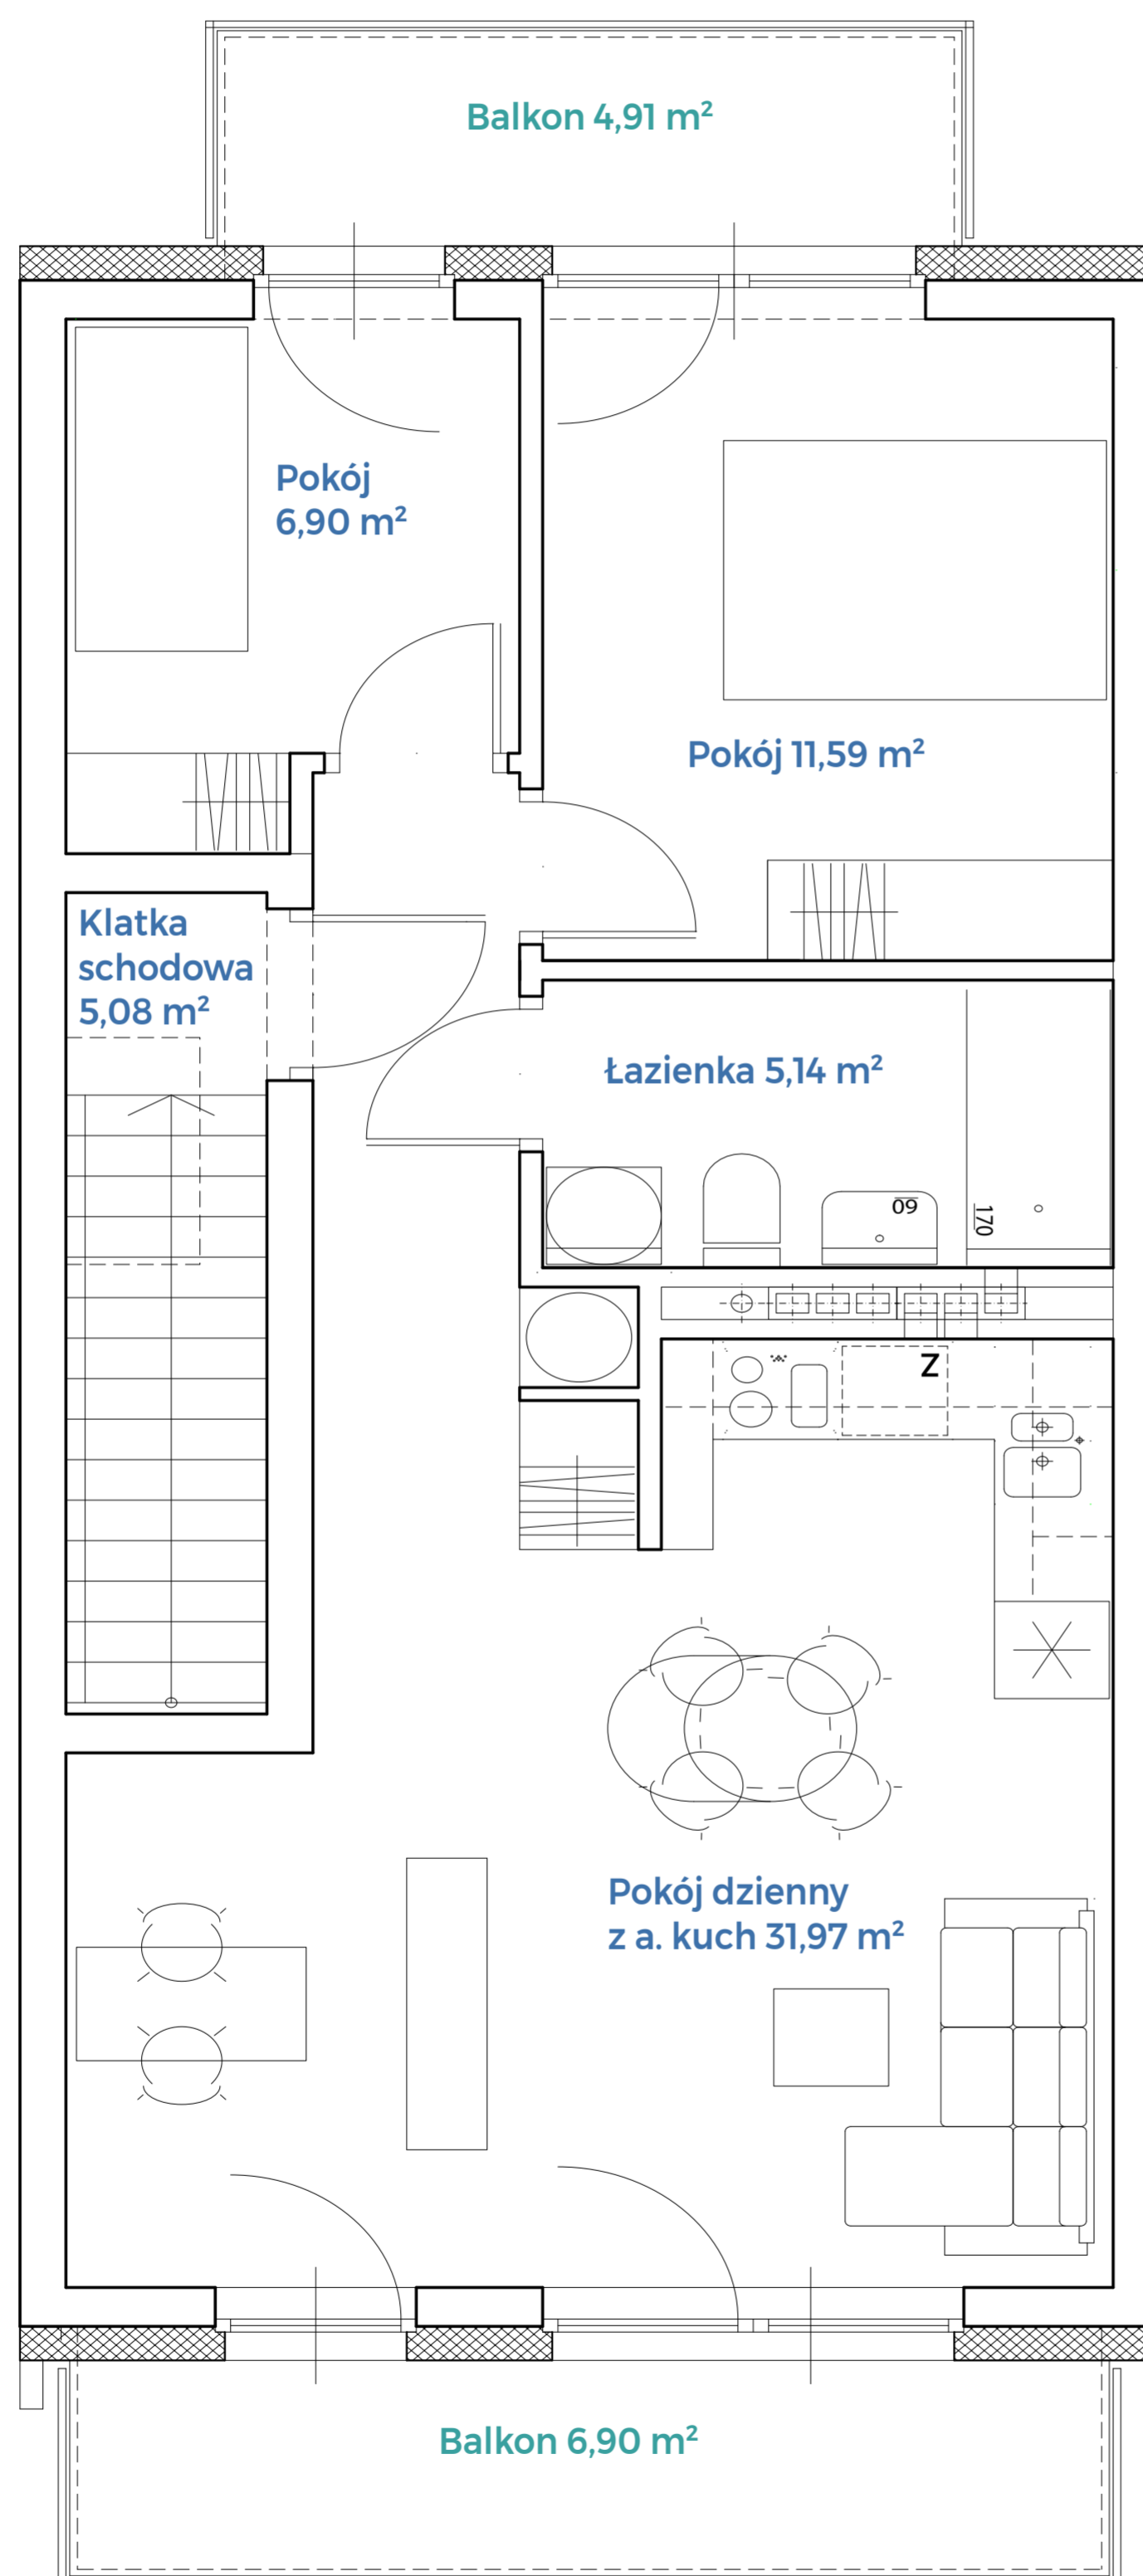 Balkon 4,91 m²
Pokój
6,90 m²
Pokój 11,59 m²
Klatka
schodowa
5,08 m²
Łazienka 5,14 m²
60
170
Z
Pokój dzienny
z a. kuch 31,97 m²
Balkon 6,90 m²